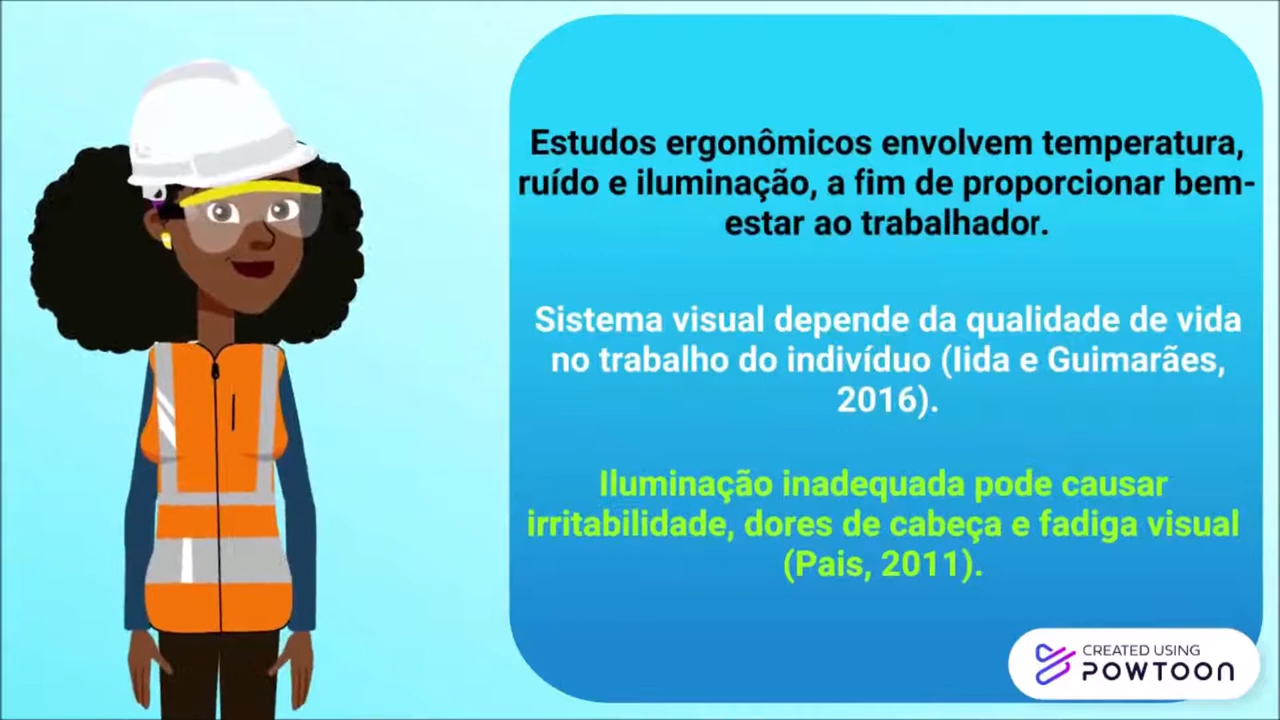 Estudos ergonômicos envolvem temperatura,
ruído e iluminação, a fim de proporcionar bem-
estar ao trabalhador.
Sistema visual depende da qualidade de vida
no trabalho do indivíduo (Iida e Guimarães,
2016).
Iluminação inadequada pode causar
irritabilidade, dores de cabeça e fadiga visual
(Pais, 2011).
CREATED USING
POWTOON